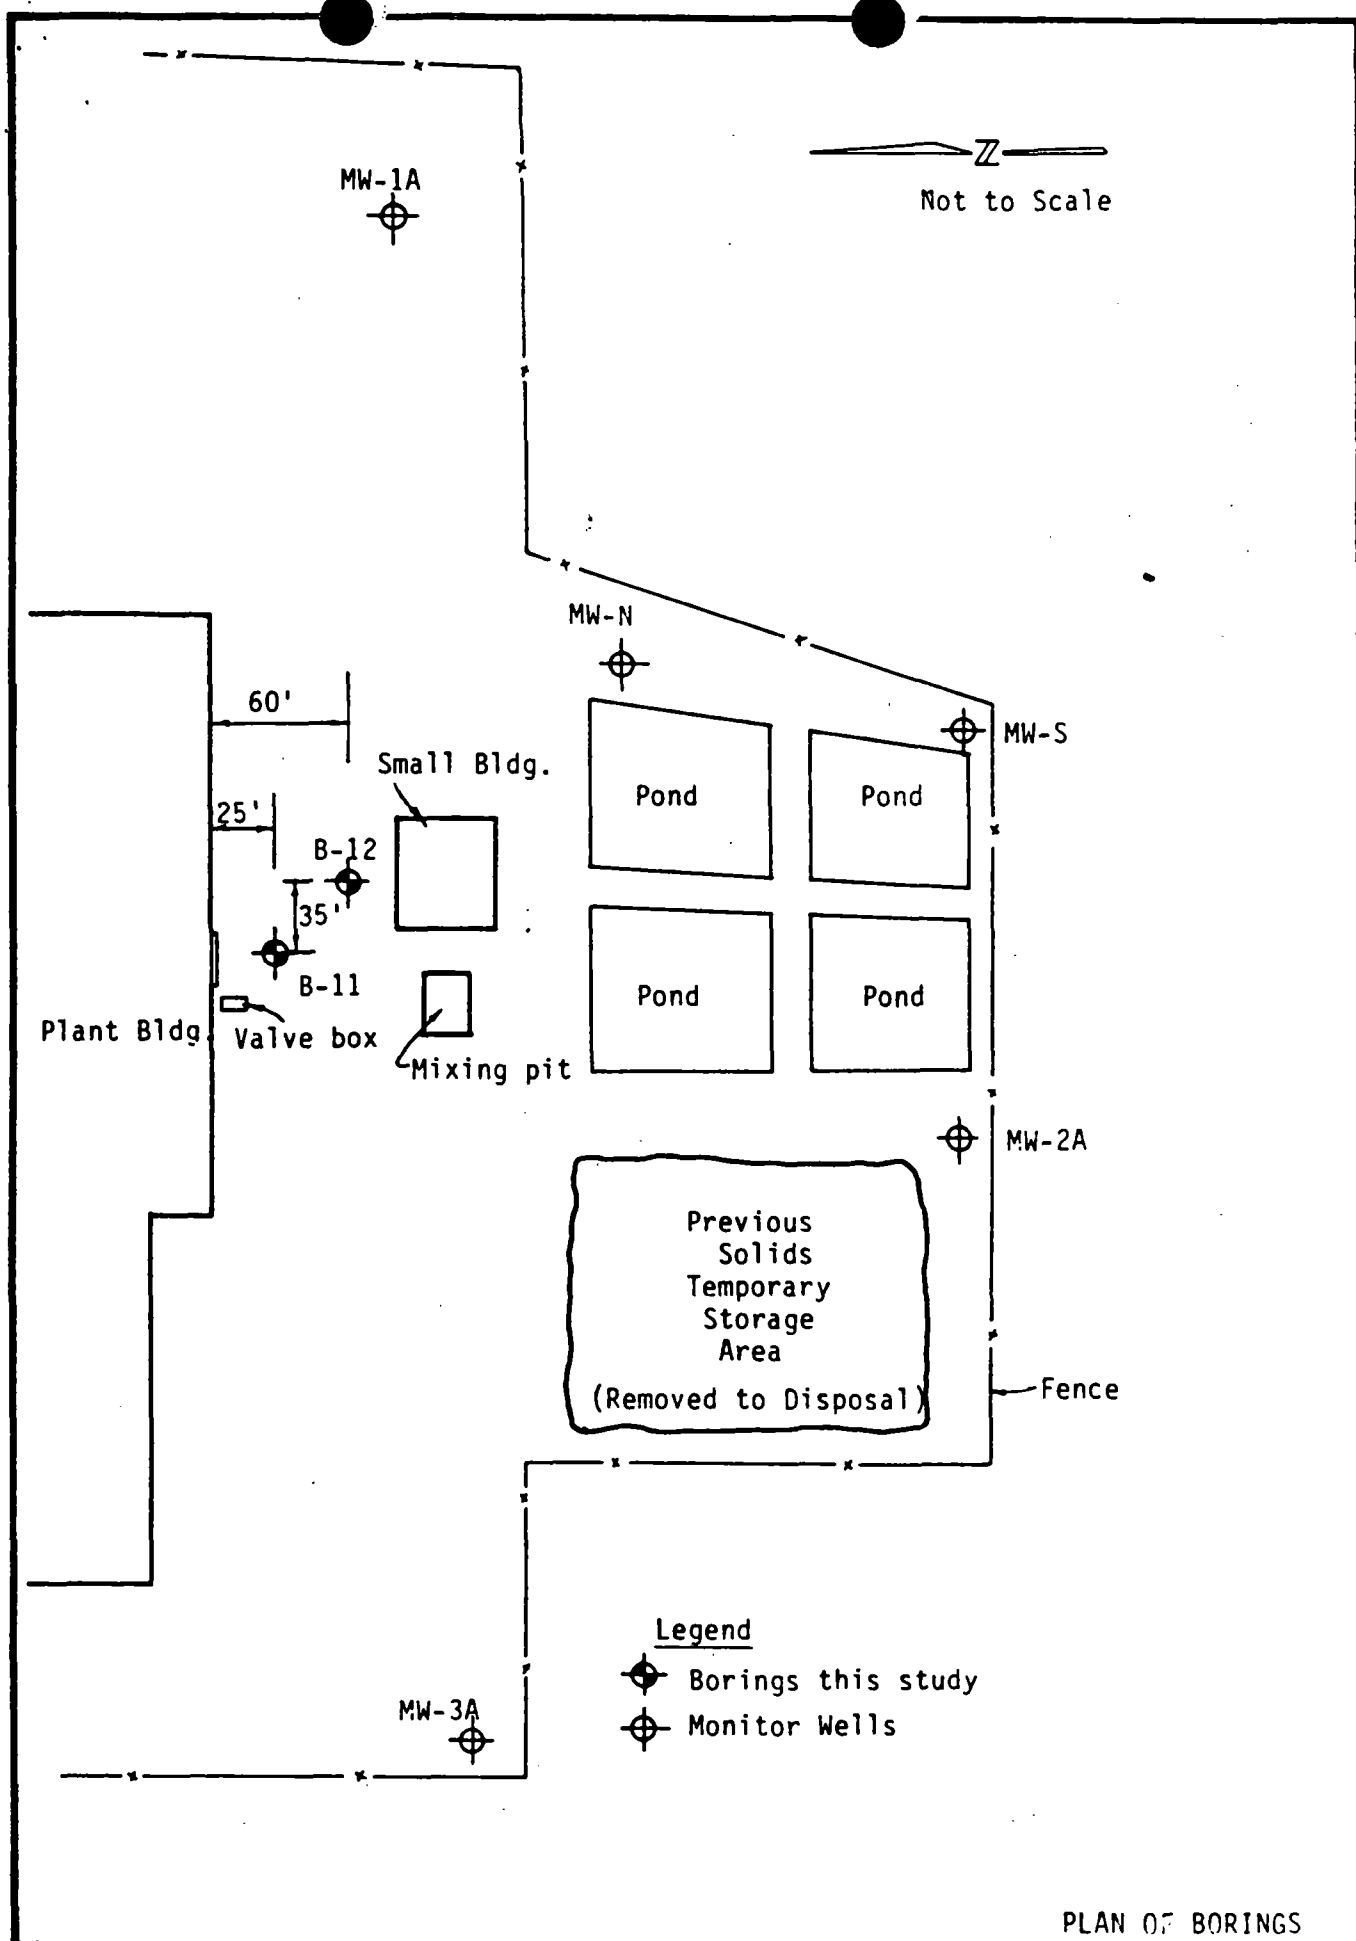 N
Not to Scale
MW-1A
MW-N
MW-S
60'
Small Bldg.
25'
B-12
35'
B-11
Pond
Pond
Pond
Pond
Plant Bldg.
Valve box
Mixing pit
MW-2A
Previous
Solids
Temporary
Storage
Area
(Removed to Disposal)
Fence
Legend
Borings this study
Monitor Wells
MW-3A
PLAN OF BORINGS